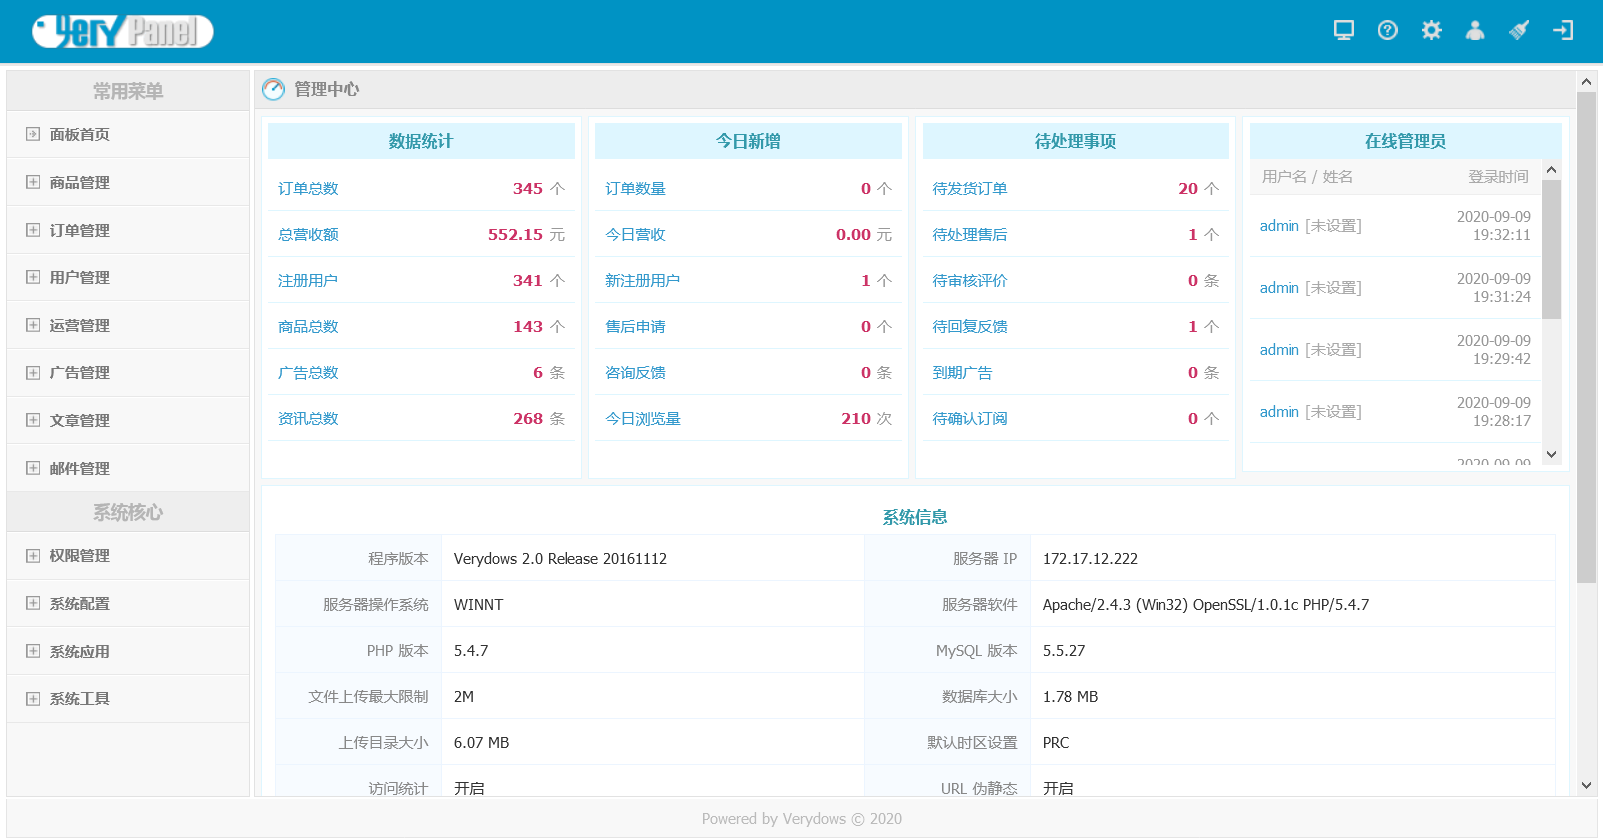 VeryPanel
常用菜单
面板首页
商品管理
订单管理
用户管理
运营管理
广告管理
文章管理
邮件管理
系统核心
权限管理
系统配置
系统应用
系统工具
管理中心
数据统计
订单总数 345 个
总营收额 552.15 元
注册用户 341 个
商品总数 143 个
广告总数 6 条
资讯总数 268 条
今日新增
订单数量 0 个
今日营收 0.00 元
新注册用户 1 个
售后申请 0 个
咨询反馈 0 条
今日浏览量 210 次
待处理事项
待发货订单 20 个
待处理售后 1 个
待审核评价 0 条
待回复反馈 1 个
到期广告 0 条
待确认订阅 0 个
在线管理员
用户名 / 姓名 登录时间
admin [未设置] 2020-09-09
19:32:11
admin [未设置] 2020-09-09
19:31:24
admin [未设置] 2020-09-09
19:29:42
admin [未设置] 2020-09-09
19:28:17
2020-09-09
系统信息
程序版本 Verydows 2.0 Release 20161112 服务器 IP 172.17.12.222
服务器操作系统 WINNT 服务器软件 Apache/2.4.3 (Win32) OpenSSL/1.0.1c PHP/5.4.7
PHP 版本 5.4.7 MySQL 版本 5.5.27
文件上传最大限制 2M 数据库大小 1.78 MB
上传目录大小 6.07 MB 默认时区设置 PRC
访问统计 开启 URL 伪静态 开启
Powered by Verydows © 2020